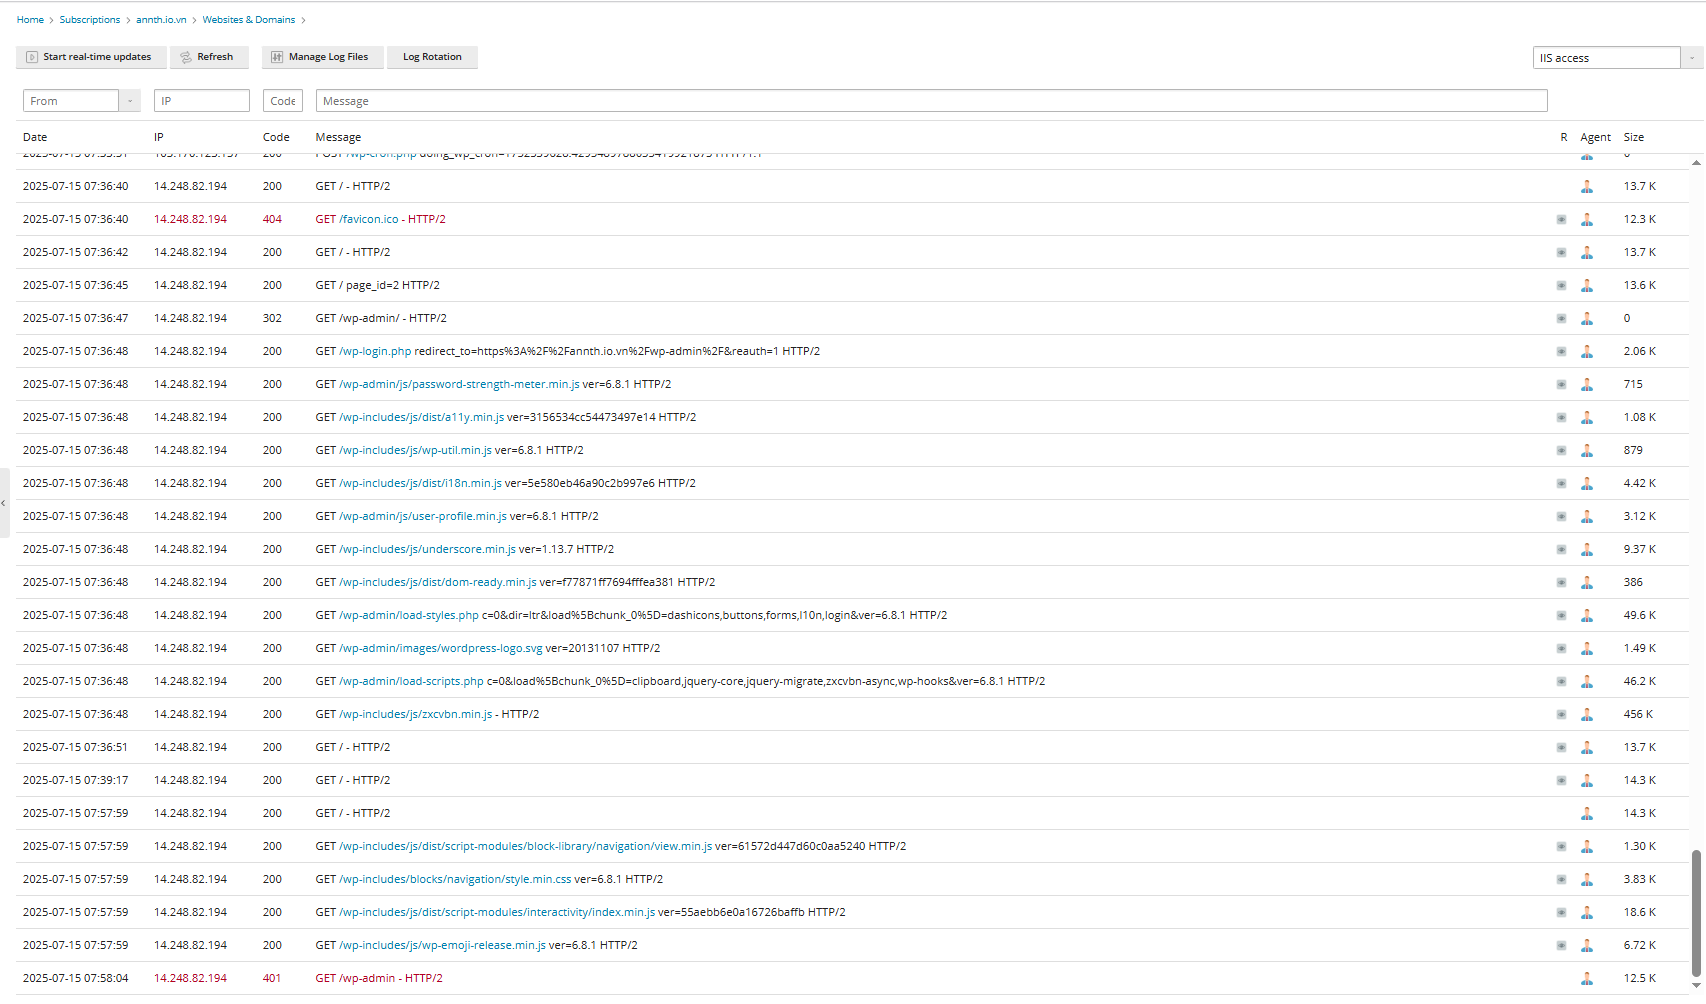 Home > Subscriptions > annth.io.vn > Websites & Domains >
Start real-time updates Refresh Manage Log Files Log Rotation IIS access
From IP Code Message
Date IP Code Message R Agent Size
2025-07-15 07:36:40 14.248.82.194 200 GET / - HTTP/2 13.7 K
2025-07-15 07:36:40 14.248.82.194 404 GET /favicon.ico - HTTP/2 12.3 K
2025-07-15 07:36:42 14.248.82.194 200 GET / - HTTP/2 13.7 K
2025-07-15 07:36:45 14.248.82.194 200 GET / page_id=2 HTTP/2 13.6 K
2025-07-15 07:36:47 14.248.82.194 302 GET /wp-admin/ - HTTP/2 0
2025-07-15 07:36:48 14.248.82.194 200 GET /wp-login.php redirect_to=https%3A%2F%2Fannth.io.vn%2Fwp-admin%2F&reauth=1 HTTP/2 2.06 K
2025-07-15 07:36:48 14.248.82.194 200 GET /wp-admin/js/password-strength-meter.min.js ver=6.8.1 HTTP/2 715
2025-07-15 07:36:48 14.248.82.194 200 GET /wp-includes/js/dist/a11y.min.js ver=3156534cc54473497e14 HTTP/2 1.08 K
2025-07-15 07:36:48 14.248.82.194 200 GET /wp-includes/js/wp-util.min.js ver=6.8.1 HTTP/2 879
2025-07-15 07:36:48 14.248.82.194 200 GET /wp-includes/js/dist/i18n.min.js ver=5e580eb46a90c2b997e6 HTTP/2 4.42 K
2025-07-15 07:36:48 14.248.82.194 200 GET /wp-admin/js/user-profile.min.js ver=6.8.1 HTTP/2 3.12 K
2025-07-15 07:36:48 14.248.82.194 200 GET /wp-includes/js/underscore.min.js ver=1.13.7 HTTP/2 9.37 K
2025-07-15 07:36:48 14.248.82.194 200 GET /wp-includes/js/dist/dom-ready.min.js ver=f77871ff7694fffea381 HTTP/2 386
2025-07-15 07:36:48 14.248.82.194 200 GET /wp-admin/load-styles.php c=0&dir=ltr&load%5Bchunk_0%5D=dashicons,buttons,forms,l10n,login&ver=6.8.1 HTTP/2 49.6 K
2025-07-15 07:36:48 14.248.82.194 200 GET /wp-admin/images/wordpress-logo.svg ver=20131107 HTTP/2 1.49 K
2025-07-15 07:36:48 14.248.82.194 200 GET /wp-admin/load-scripts.php c=0&load%5Bchunk_0%5D=clipboard,jquery-core,jquery-migrate,zxcvbn-async,wp-hooks&ver=6.8.1 HTTP/2 46.2 K
2025-07-15 07:36:48 14.248.82.194 200 GET /wp-includes/js/zxcvbn.min.js - HTTP/2 456 K
2025-07-15 07:36:51 14.248.82.194 200 GET / - HTTP/2 13.7 K
2025-07-15 07:39:17 14.248.82.194 200 GET / - HTTP/2 14.3 K
2025-07-15 07:57:59 14.248.82.194 200 GET / - HTTP/2 14.3 K
2025-07-15 07:57:59 14.248.82.194 200 GET /wp-includes/js/dist/script-modules/block-library/navigation/view.min.js ver=61572d447d60c0aa5240 HTTP/2 1.30 K
2025-07-15 07:57:59 14.248.82.194 200 GET /wp-includes/blocks/navigation/style.min.css ver=6.8.1 HTTP/2 3.83 K
2025-07-15 07:57:59 14.248.82.194 200 GET /wp-includes/js/dist/script-modules/interactivity/index.min.js ver=55aebb6e0a16726baffb HTTP/2 18.6 K
2025-07-15 07:57:59 14.248.82.194 200 GET /wp-includes/js/wp-emoji-release.min.js ver=6.8.1 HTTP/2 6.72 K
2025-07-15 07:58:04 14.248.82.194 401 GET /wp-admin - HTTP/2 12.5 K